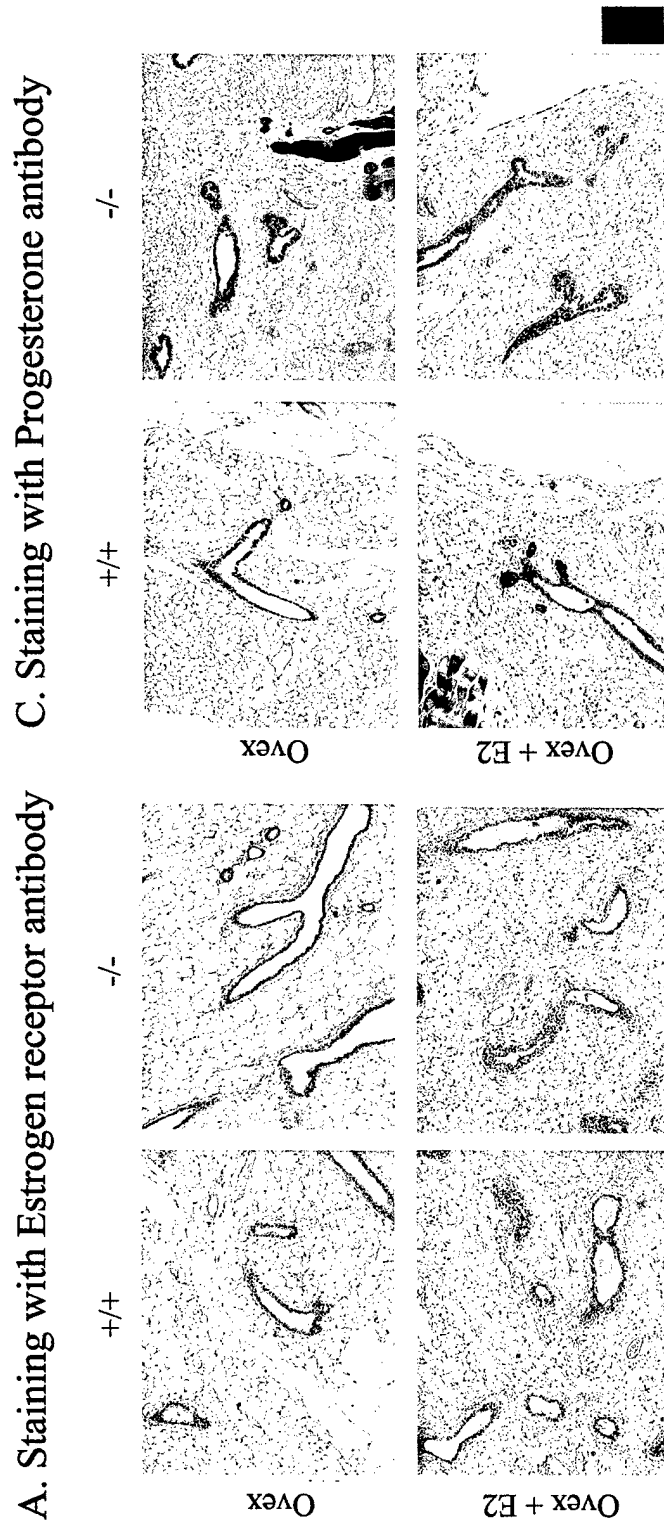 A. Staining with Estrogen receptor antibody
+/+
-/-
Ovex
Ovex + E2
C. Staining with Progesterone antibody
+/+
-/-
Ovex
Ovex + E2